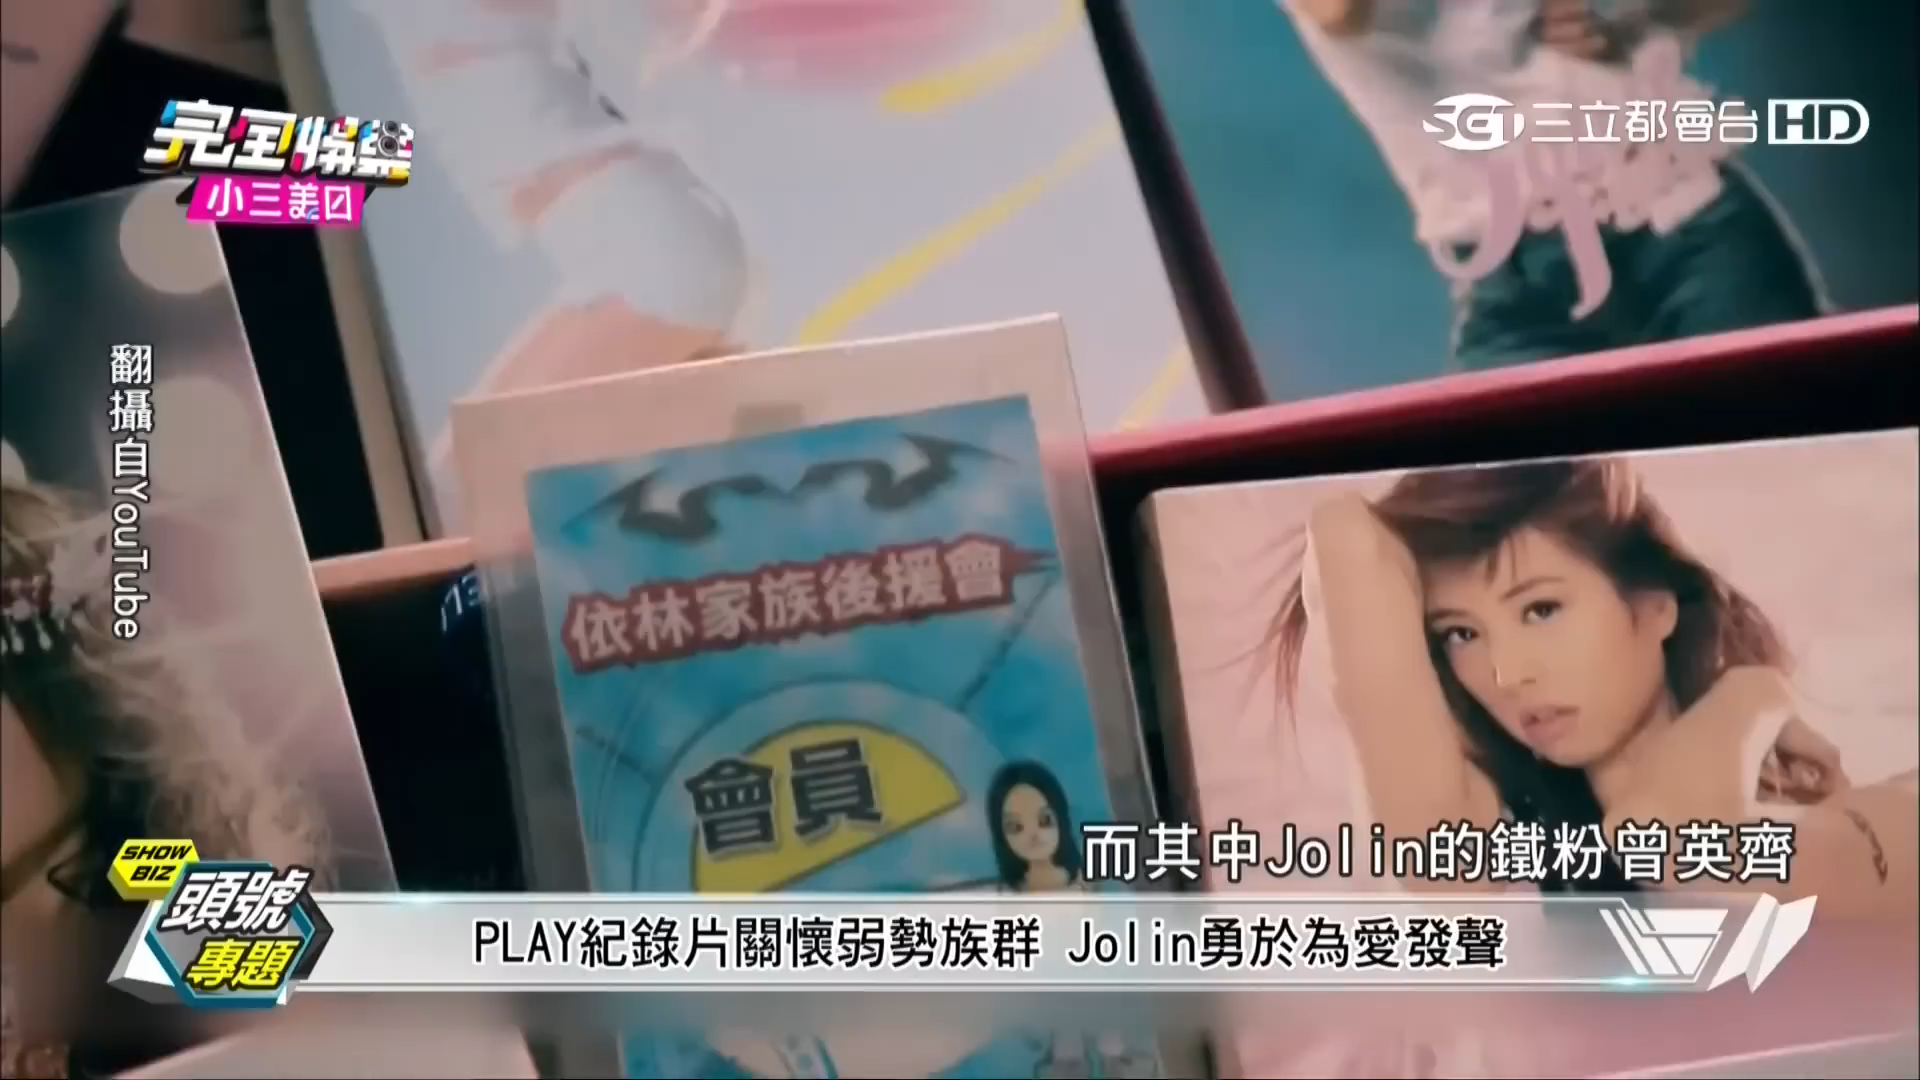 完全娛樂
小三美日
SET三立都會台HD
翻攝自YouTube
依林家族後援會
會員
而其中Jolin的鐵粉曾英齊
SHOW BIZ
頭號
專題
PLAY紀錄片關懷弱勢族群 Jolin勇於為愛發聲